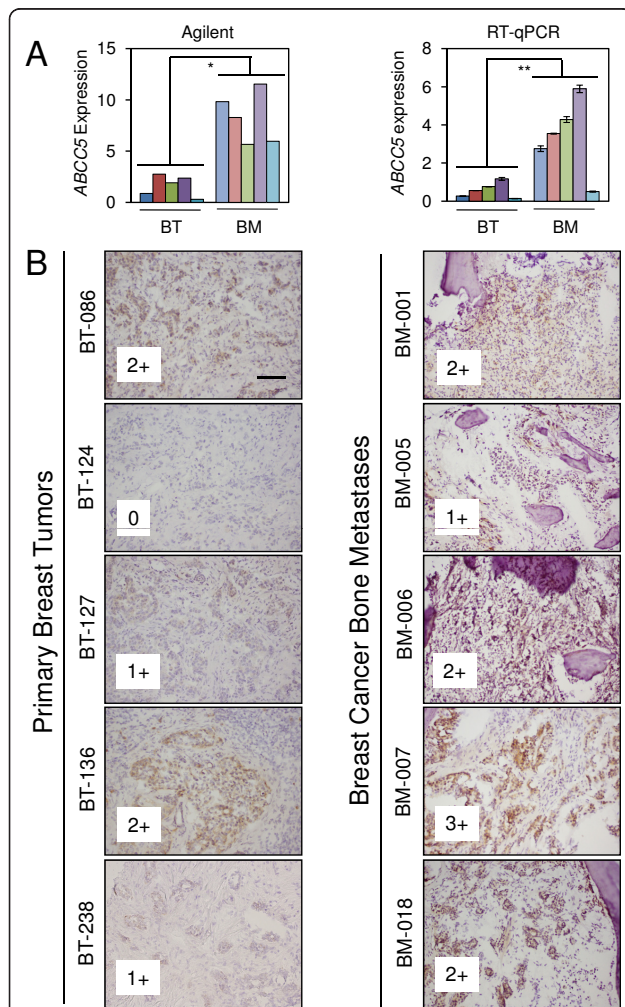 A
Agilent
ABCC5 Expression
15
10
5
0
*
BT
BM
RT-qPCR
ABCC5 expression
8
6
4
2
0
**
BT
BM
B
Primary Breast Tumors
BT-086
2+
BT-124
0
BT-127
1+
BT-136
2+
BT-238
1+
Breast Cancer Bone Metastases
BM-001
2+
BM-005
1+
BM-006
2+
BM-007
3+
BM-018
2+